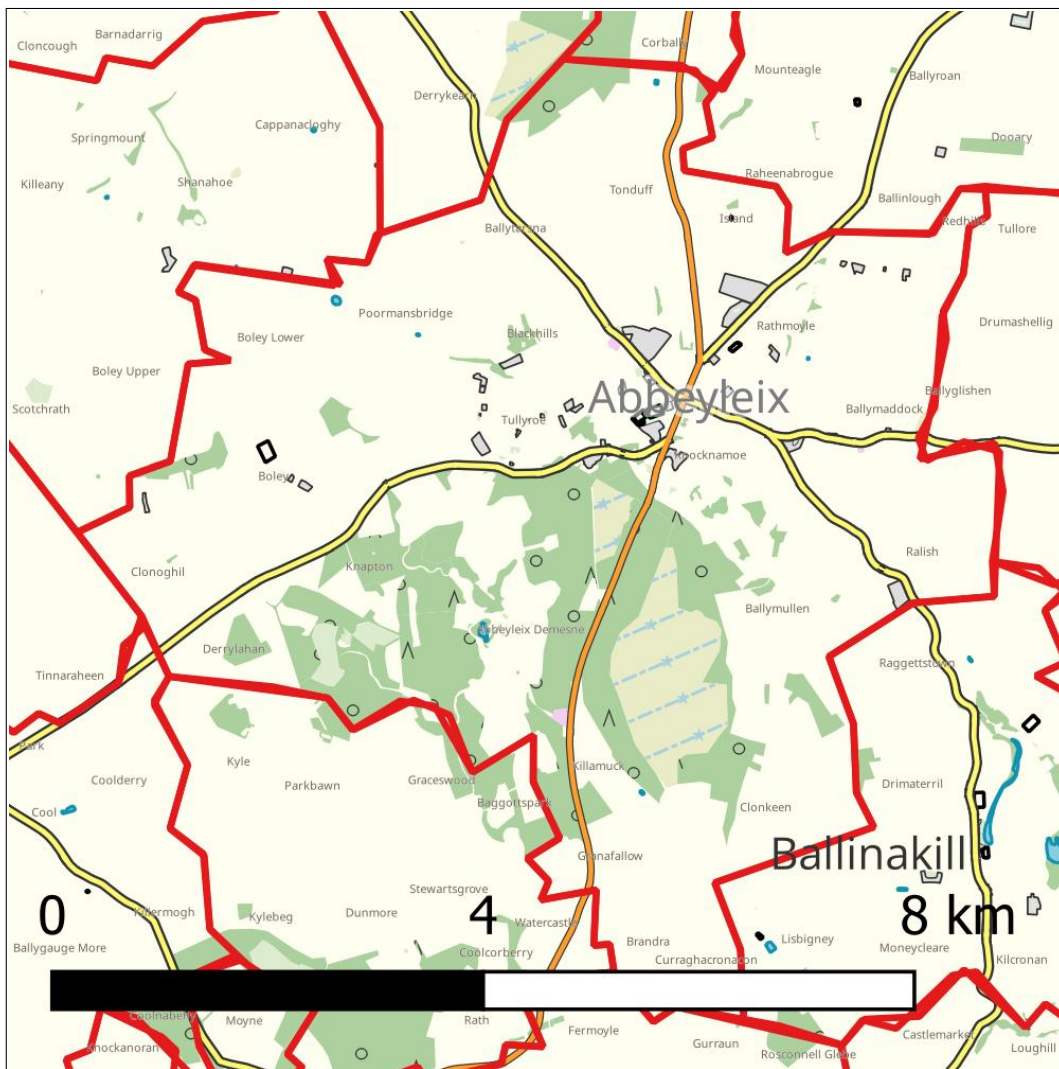 Barnadarrig
Cloncough
Corbally
Mounteagle
Ballyroan
Derrykearn
Cappanacloghy
Springmount
Dooary
Killeany
Shanahoe
Tonduff
Raheenabrogue
Ballinlough
Island
Redhills
Tullore
Ballytarsna
Poormansbridge
Boley Lower
Blackhills
Rathmoyle
Drumashellig
Boley Upper
Scotchrath
Abbeyleix
Ballyglishen
Ballymaddock
Tullyroe
Knocknamoe
Boley
Ralish
Clonoghil
Knapton
Ballymullen
Abbeyleix Demesne
Derrylahan
Raggettstown
Tinnaraheen
Park
Kyle
Coolderry
Parkbawn
Graceswood
Killamuck
Drimaterril
Baggottspark
Clonkeen
Cool
Granafallow
Ballinakill
Stewartsgrove
Killermogh
Kylebeg
Dunmore
Watercastle
0 4 8 km
Ballygauge More
Coolcorberry
Brandra
Lisbigney
Moneycleare
Curraghacronacon
Kilcronan
Coolnabehy
Moyne
Rath
Fermoyle
Castlemarket
Knockanoran
Gurraun
Rosconnell Glebe
Loughill